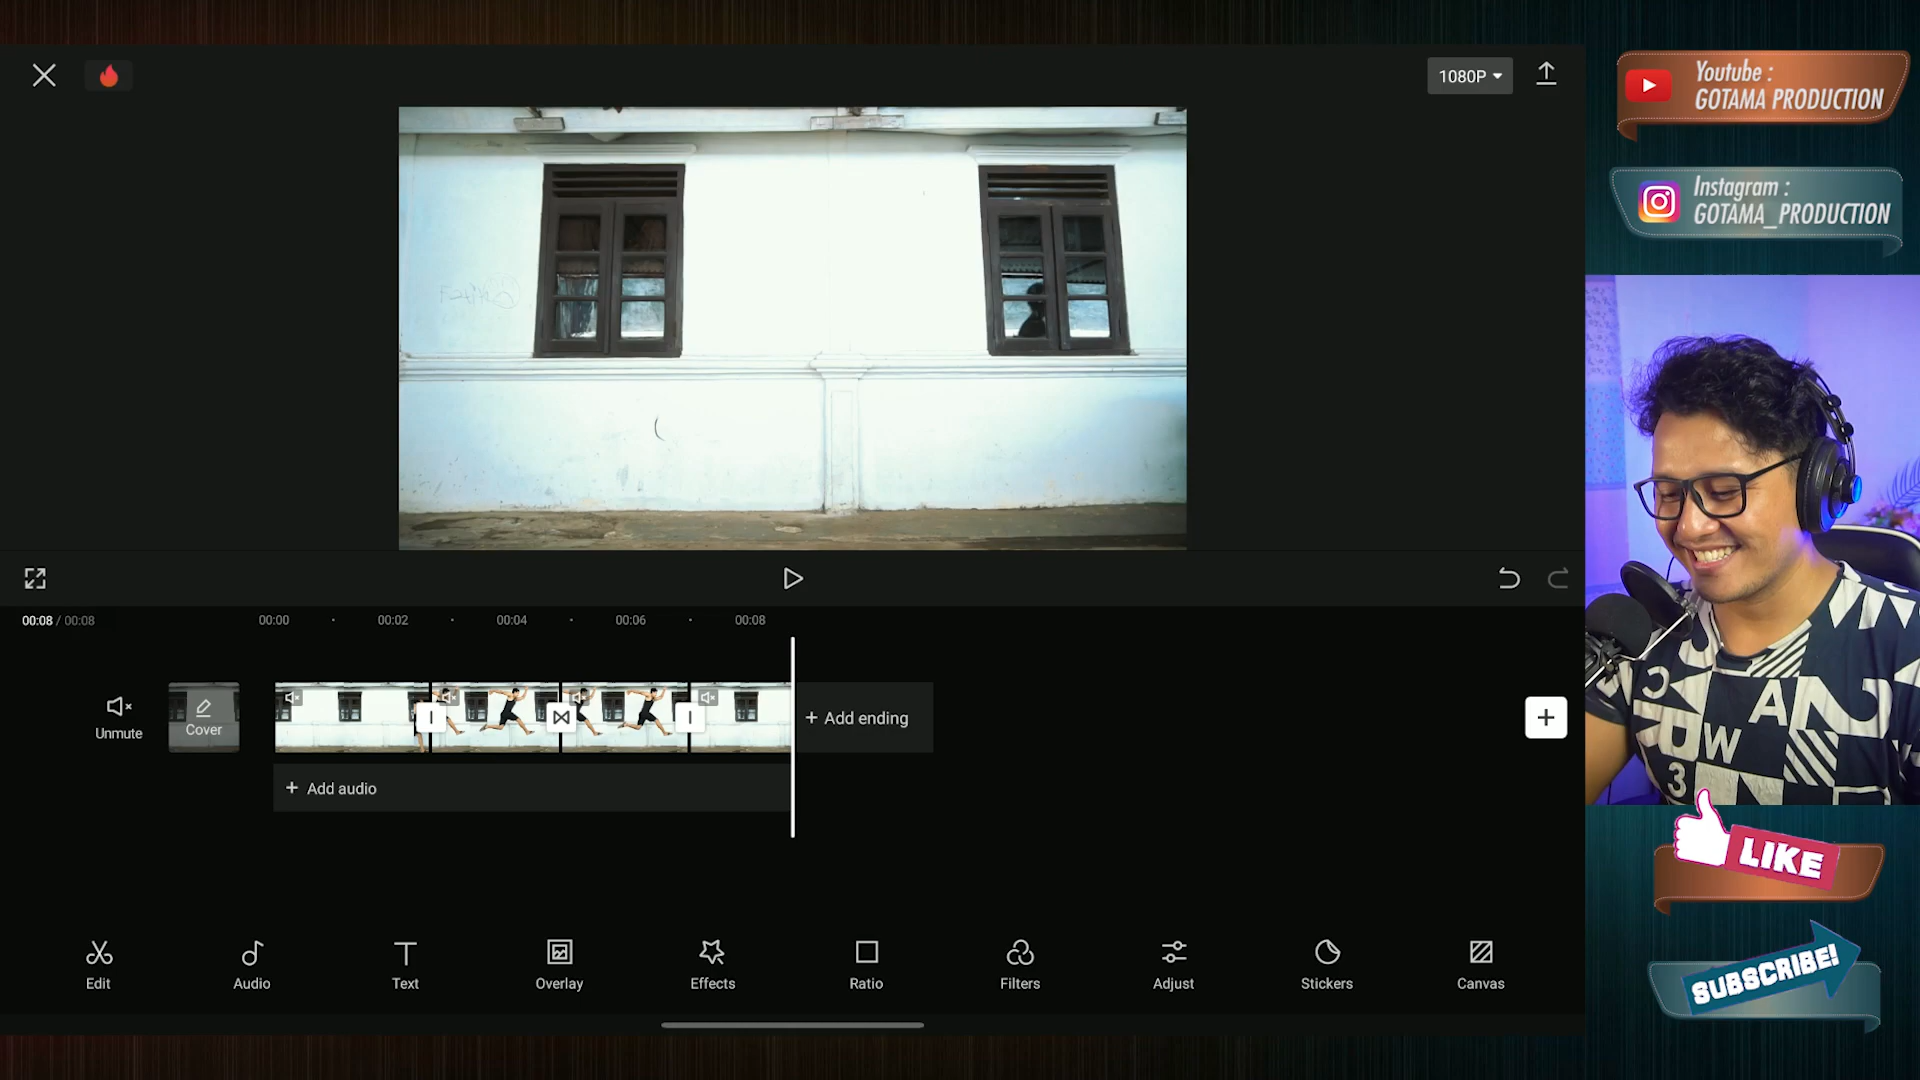 1080P
Youtube :
GOTAMA PRODUCTION
Instagram :
GOTAMA_PRODUCTION
00:08 / 00:08
00:00
00:02
00:04
00:06
00:08
Unmute
Cover
+ Add ending
+ Add audio
LIKE
SUBSCRIBE!
Edit
Audio
Text
Overlay
Effects
Ratio
Filters
Adjust
Stickers
Canvas